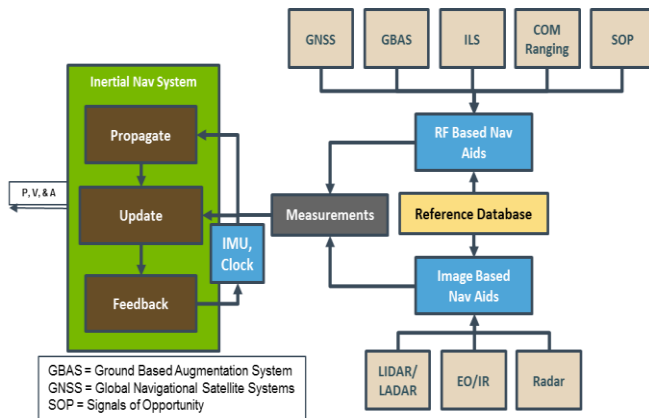 GNSS
GBAS
ILS
COM
Ranging
SOP
Inertial Nav System
Propagate
RF Based Nav
Aids
P, V, & A
Update
Measurements
Reference Database
IMU,
Clock
Feedback
Image Based
Nav Aids
GBAS = Ground Based Augmentation System
GNSS = Global Navigational Satellite Systems
SOP = Signals of Opportunity
LIDAR/
LADAR
EO/IR
Radar